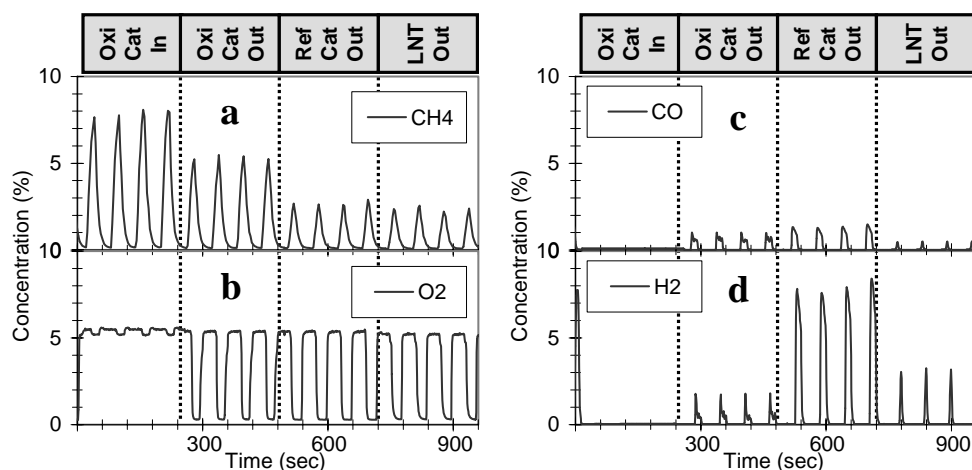 Oxi Cat In
Oxi Cat Out
Ref Cat Out
LNT Out
Oxi Cat In
Oxi Cat Out
Ref Cat Out
LNT Out
10
5
10
5
0
Concentration (%)
a
CH4
b
O2
300
600
900
Time (sec)
10
5
0
10
5
0
Concentration (%)
CO
c
H2
d
300
600
900
Time (sec)